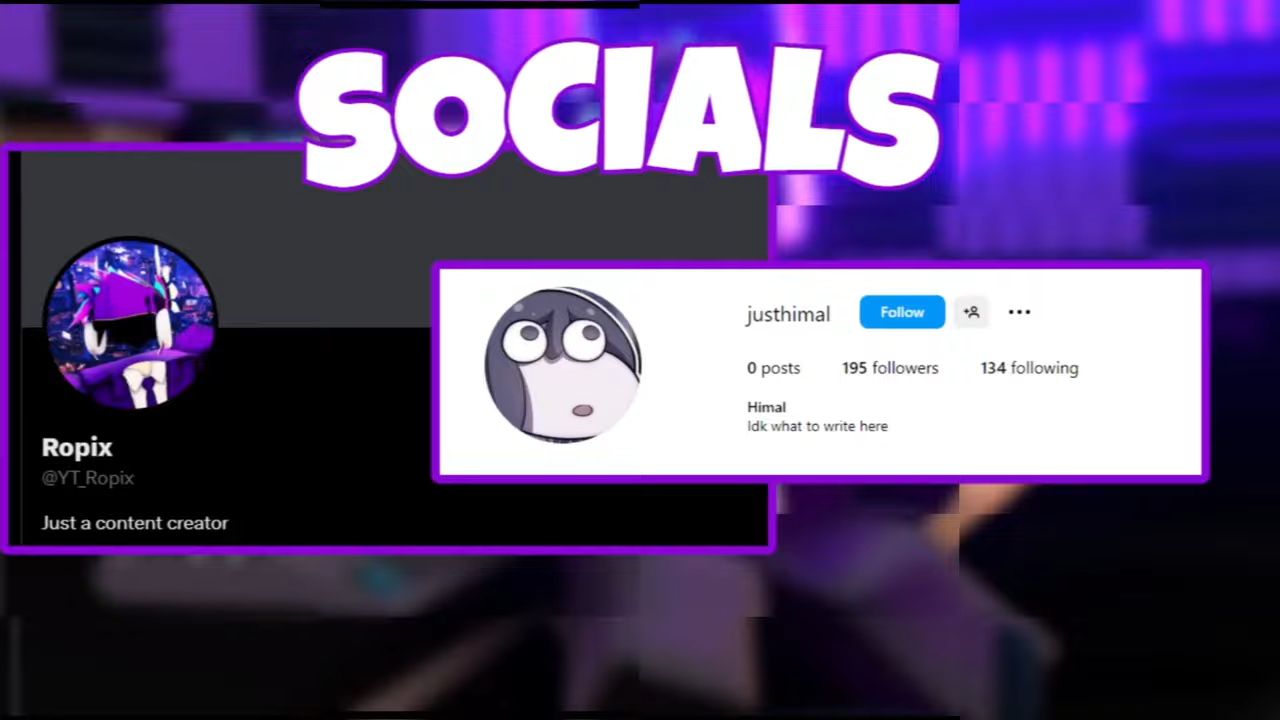 SOCIALS
Ropix
@YT_Ropix
Just a content creator
justhimal Follow
0 posts 195 followers 134 following
Himal
Idk what to write here